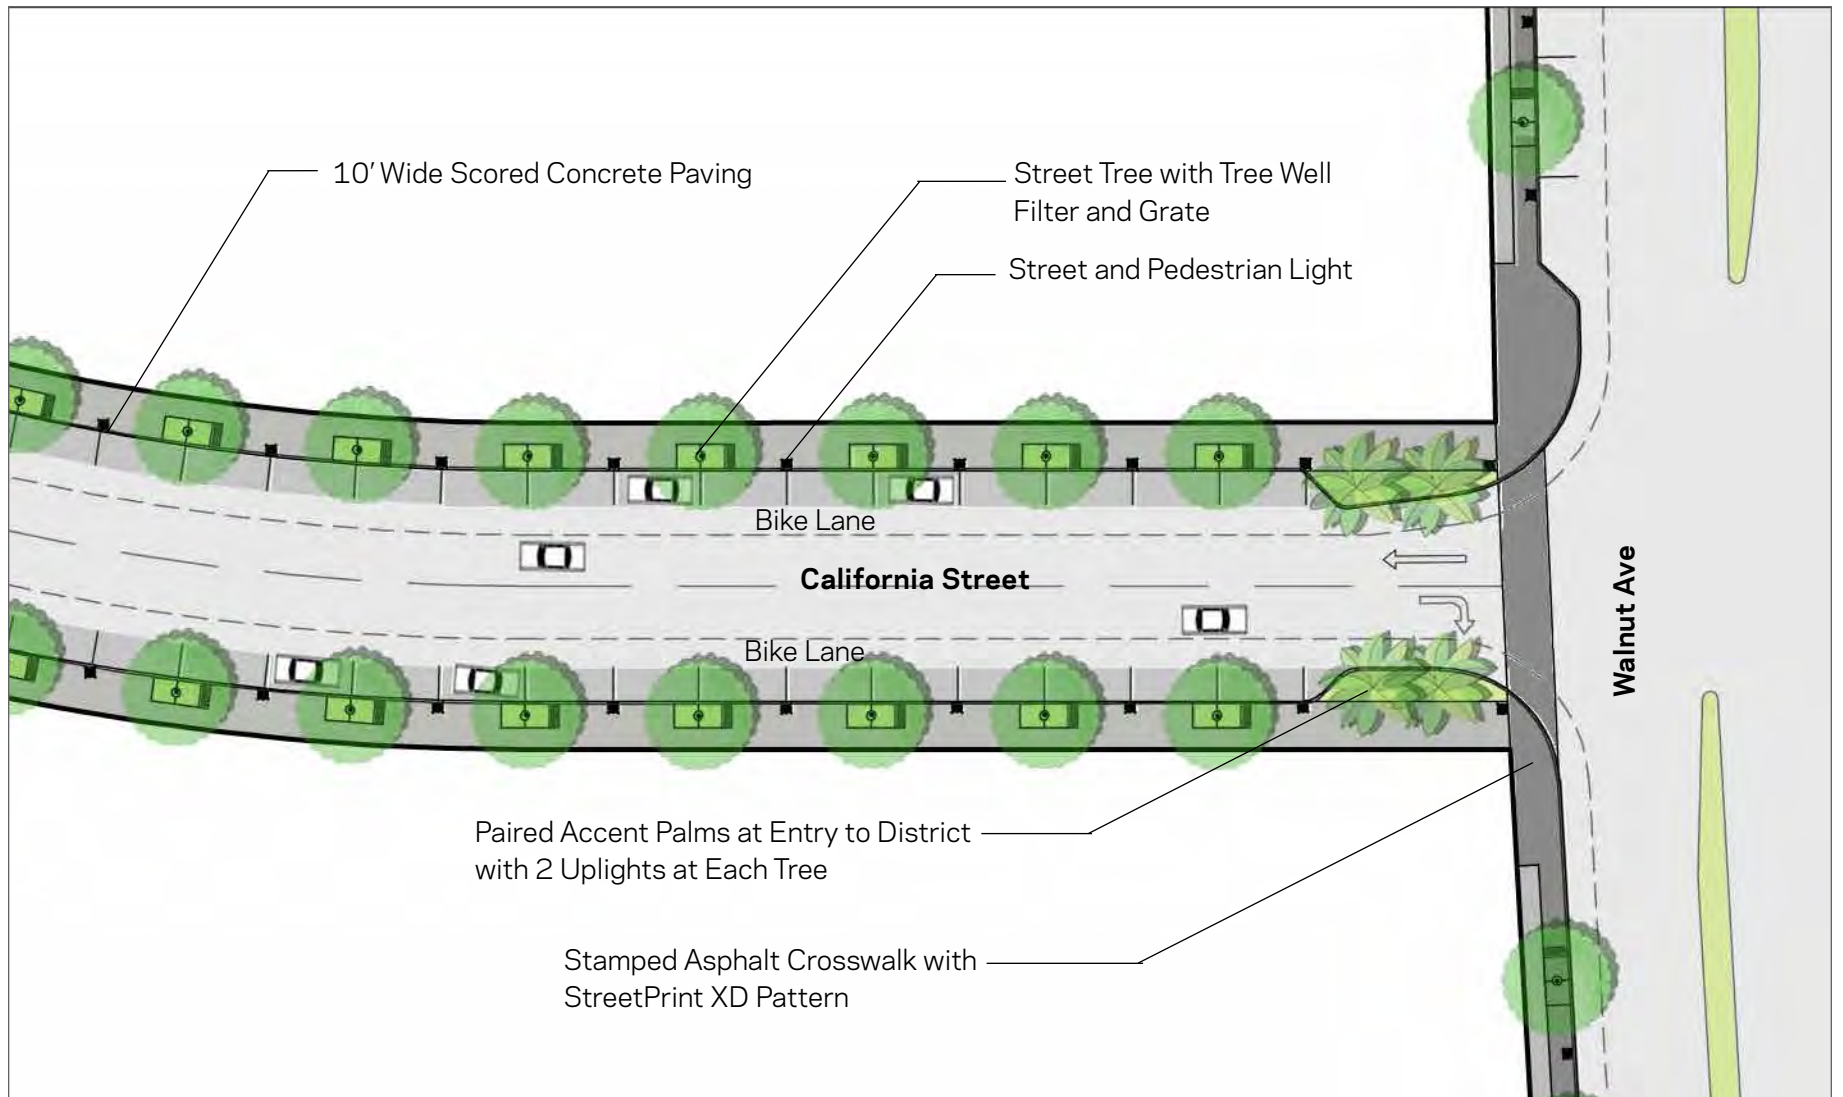 10' Wide Scored Concrete Paving
Street Tree with Tree Well
Filter and Grate
Street and Pedestrian Light
Bike Lane
California Street
Walnut Ave
Bike Lane
Paired Accent Palms at Entry to District
with 2 Uplights at Each Tree
Stamped Asphalt Crosswalk with
StreetPrint XD Pattern